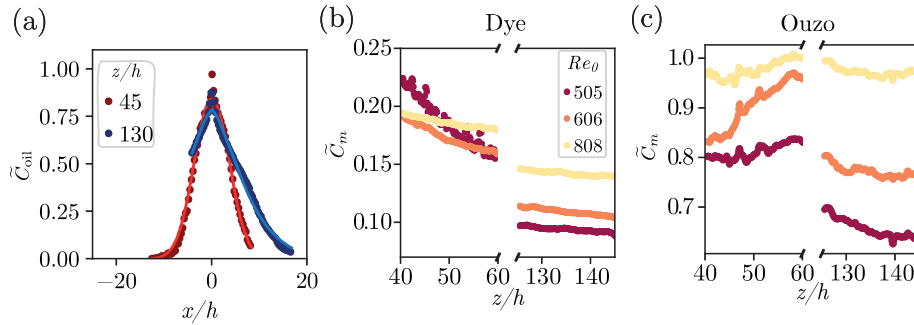 (a)
1.00
0.75
0.50
0.25
0.00
C̃oil
z/h
45
130
−20
0
20
x/h
(b)
Dye
0.25
0.20
0.15
0.10
C̃m
Re0
505
606
808
40
50
60
130
140
z/h
(c)
Ouzo
1.0
0.9
0.8
0.7
C̃m
40
50
60
130
140
z/h